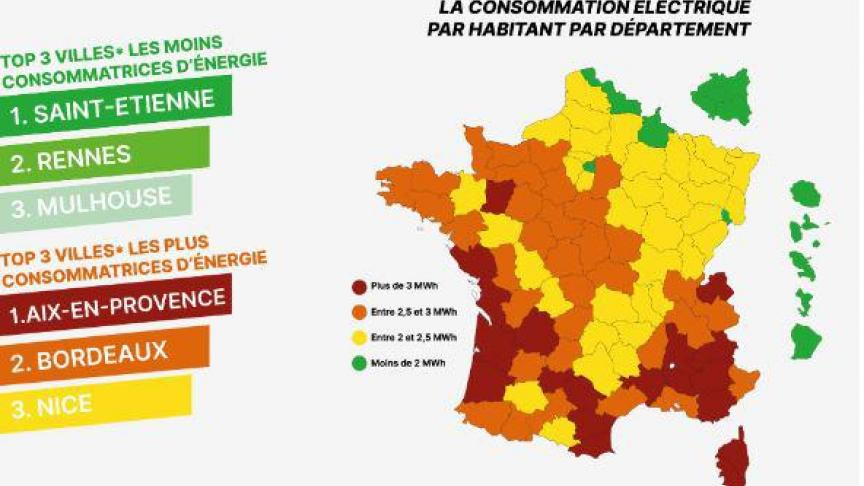 LA CONSOMMATION ÉLECTRIQUE
PAR HABITANT PAR DÉPARTEMENT
TOP 3 VILLES* LES MOINS
CONSOMMATRICES D'ÉNERGIE
1. SAINT-ETIENNE
2. RENNES
3. MULHOUSE
TOP 3 VILLES* LES PLUS
CONSOMMATRICES D'ÉNERGIE
1.AIX-EN-PROVENCE
2. BORDEAUX
3. NICE
Plus de 3 MWh
Entre 2,5 et 3 MWh
Entre 2 et 2,5 MWh
Moins de 2 MWh